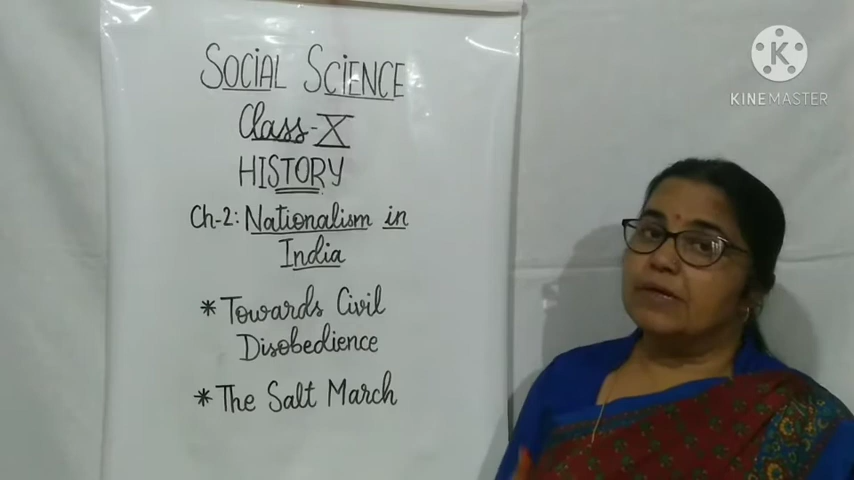 SOCIAL SCIENCE
Class-X
HISTORY
Ch-2: Nationalism in
India
* Towards Civil
Disobedience
* The Salt March
K
KINEMASTER